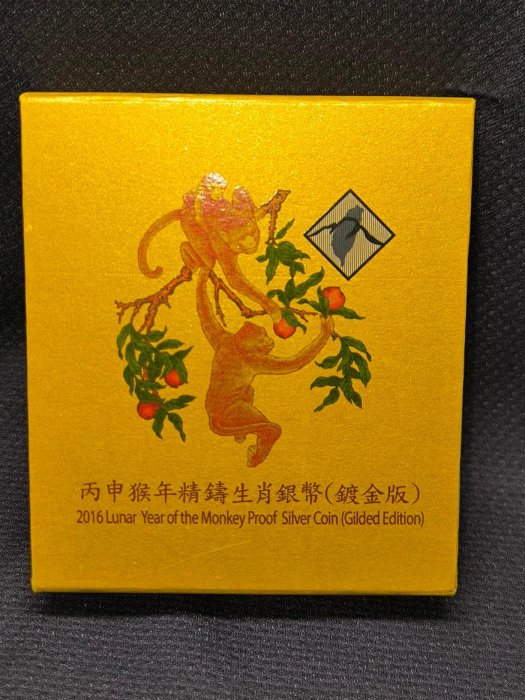 丙申猴年精鑄生肖銀幣(鍍金版)
2016 Lunar Year of the Monkey Proof Silver Coin (Gilded Edition)